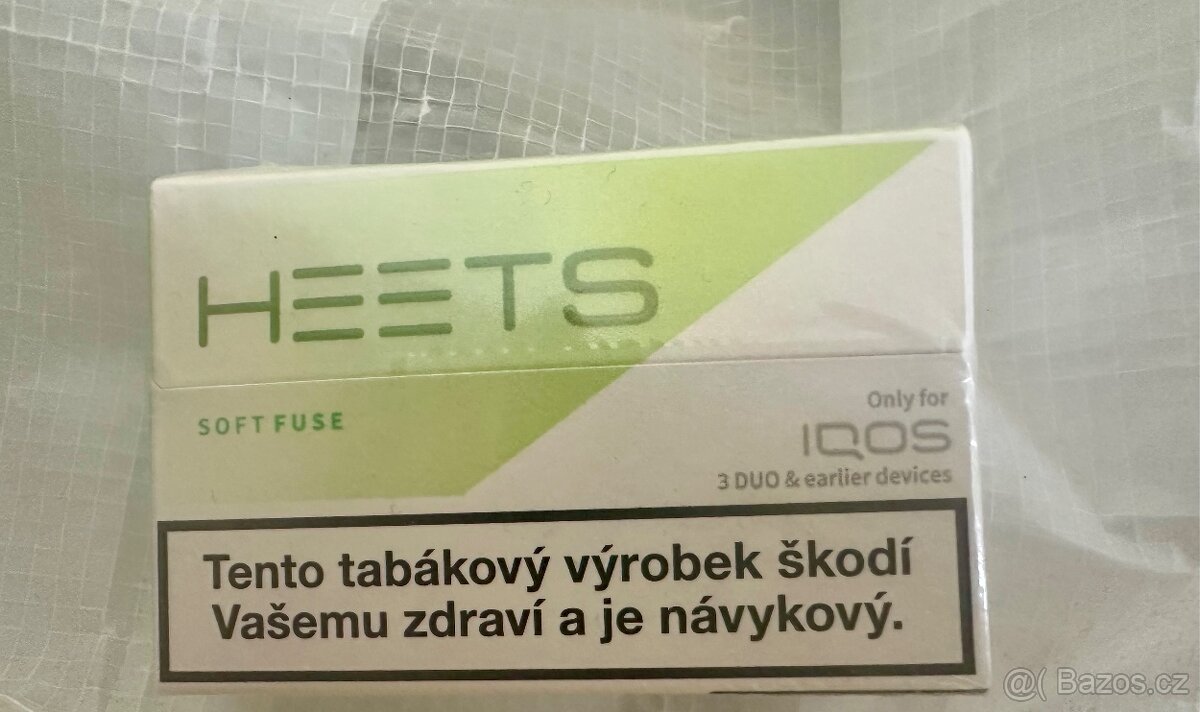 HEETS
SOFT FUSE
Only for
IQOS
3 DUO & earlier devices
Tento tabákový výrobek škodí
Vašemu zdraví a je návykový.
@( Bazos.cz